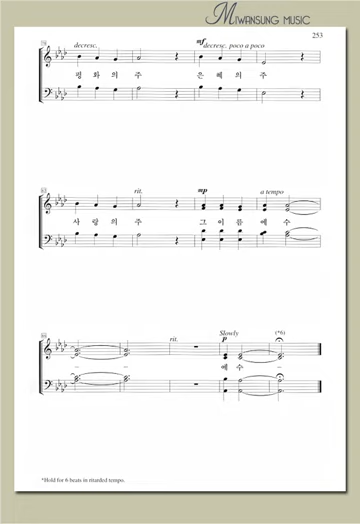 MIWANSUNG MUSIC
253
decresc. mf decresc. poco a poco
평 화 의 주 은 혜 의 주
rit. mp a tempo
사 랑 의 주 그 이 름 예 수
rit. Slowly p (*6)
예 수
*Hold for 6 beats in ritarded tempo.